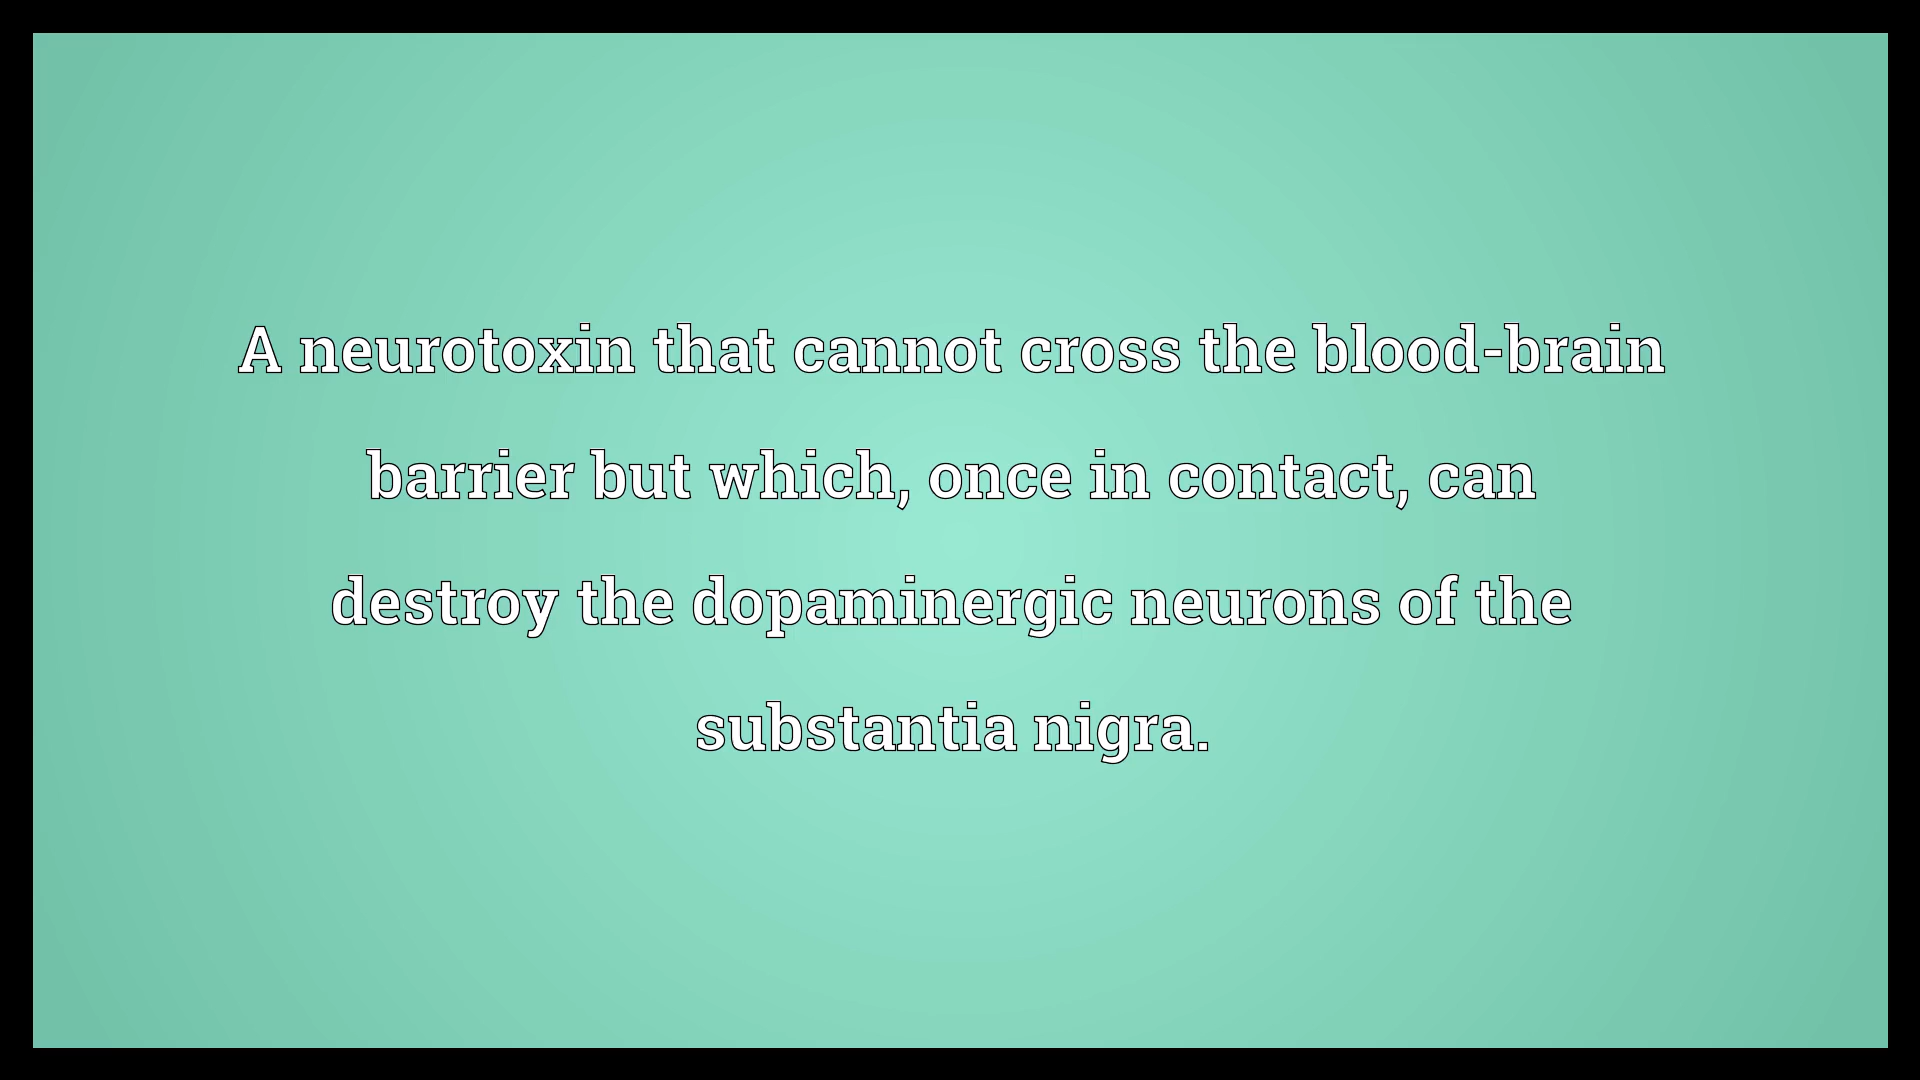 A neurotoxin that cannot cross the blood-brain
barrier but which, once in contact, can
destroy the dopaminergic neurons of the
substantia nigra.